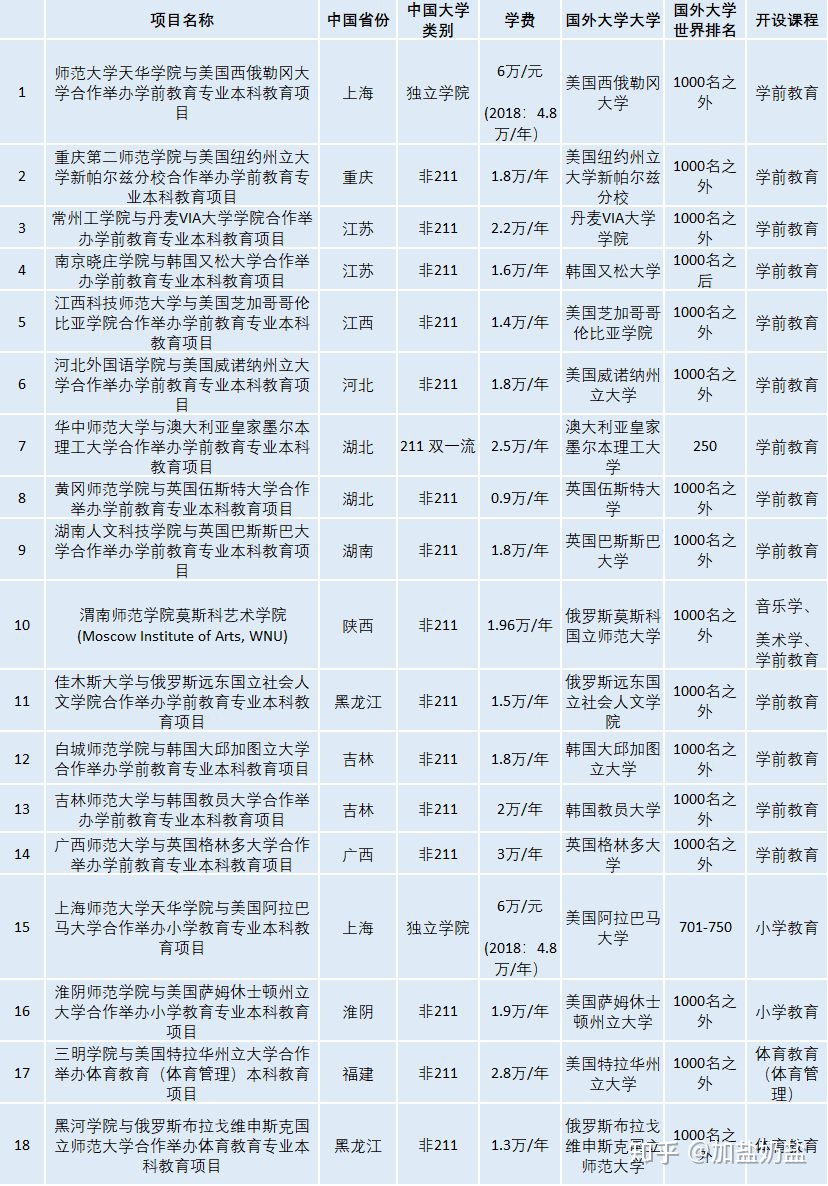 项目名称
中国省份
中国大学
类别
学费
国外大学大学
国外大学
世界排名
开设课程
1
师范大学天华学院与美国西俄勒冈大
学合作举办学前教育专业本科教育项
目
上海
独立学院
6万/元
(2018：4.8
万/年)
美国西俄勒冈
大学
1000名之
外
学前教育
2
重庆第二师范学院与美国纽约州立大
学新帕尔兹分校合作举办学前教育专
业本科教育项目
重庆
非211
1.8万/年
美国纽约州立
大学新帕尔兹
分校
1000名之
外
学前教育
3
常州工学院与丹麦VIA大学学院合作举
办学前教育专业本科教育项目
江苏
非211
2.2万/年
丹麦VIA大学
学院
1000名之
外
学前教育
4
南京晓庄学院与韩国又松大学合作举
办学前教育专业本科教育项目
江苏
非211
1.6万/年
韩国又松大学
1000名之
后
学前教育
5
江西科技师范大学与美国芝加哥哥伦
比亚学院合作举办学前教育专业本科
教育项目
江西
非211
1.4万/年
美国芝加哥哥
伦比亚学院
1000名之
外
学前教育
6
河北外国语学院与美国威诺纳州立大
学合作举办学前教育专业本科教育项
目
河北
非211
1.8万/年
美国威诺纳州
立大学
1000名之
外
学前教育
7
华中师范大学与澳大利亚皇家墨尔本
理工大学合作举办学前教育专业本科
教育项目
湖北
211 双一流
2.5万/年
澳大利亚皇家
墨尔本理工大
学
250
学前教育
8
黄冈师范学院与英国伍斯特大学合作
举办学前教育专业本科教育项目
湖北
非211
0.9万/年
英国伍斯特大
学
1000名之
外
学前教育
9
湖南人文科技学院与英国巴斯斯巴大
学合作举办学前教育专业本科教育项
目
湖南
非211
1.8万/年
英国巴斯斯巴
大学
1000名之
外
学前教育
10
渭南师范学院莫斯科艺术学院
(Moscow Institute of Arts, WNU)
陕西
非211
1.96万/年
俄罗斯莫斯科
国立师范大学
1000名之
外
音乐学、
美术学、
学前教育
11
佳木斯大学与俄罗斯远东国立社会人
文学院合作举办学前教育专业本科教
育项目
黑龙江
非211
1.5万/年
俄罗斯远东国
立社会人文学
院
1000名之
外
学前教育
12
白城师范学院与韩国大邱加图立大学
合作举办学前教育专业本科教育项目
吉林
非211
1.8万/年
韩国大邱加图
立大学
1000名之
外
学前教育
13
吉林师范大学与韩国教员大学合作举
办学前教育专业本科教育项目
吉林
非211
2万/年
韩国教员大学
1000名之
外
学前教育
14
广西师范大学与英国格林多大学合作
举办学前教育专业本科教育项目
广西
非211
3万/年
英国格林多大
学
1000名之
外
学前教育
15
上海师范大学天华学院与美国阿拉巴
马大学合作举办小学教育专业本科教
育项目
上海
独立学院
6万/元
(2018：4.8
万/年)
美国阿拉巴马
大学
701-750
小学教育
16
淮阴师范学院与美国萨姆休士顿州立
大学合作举办小学教育专业本科教育
项目
淮阴
非211
1.9万/年
美国萨姆休士
顿州立大学
1000名之
外
小学教育
17
三明学院与美国特拉华州立大学合作
举办体育教育（体育管理）本科教育
项目
福建
非211
2.8万/年
美国特拉华州
立大学
1000名之
外
体育教育
（体育管
理）
18
黑河学院与俄罗斯布拉戈维申斯克国
立师范大学合作举办体育教育专业本
科教育项目
黑龙江
非211
1.3万/年
俄罗斯布拉戈
维申斯克国立
师范大学
1000名之
外
体育教育
知乎 @加盐奶盖